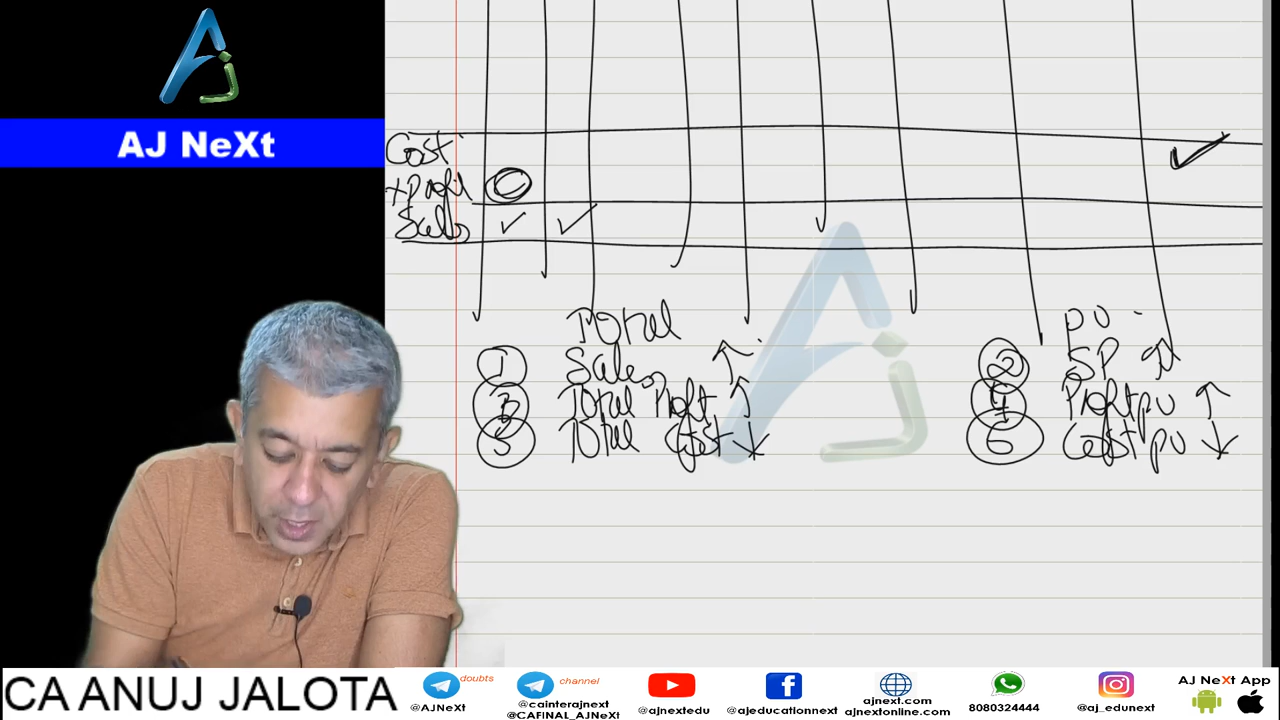 AJ NeXt
Cost
+Profit
Sales
Total
① Sales ↑
③ Total Profit ↑
⑤ Total Cost ↓
PU
② SP ↑
④ Profit pu ↑
⑥ Cost pu ↓
CA ANUJ JALOTA
doubts
@AJNeXt
channel
@cainterajnext
@CAFINAL_AJNeXt
@ajnextedu
@ajeducationnext
ajnext.com
ajnextonline.com
8080324444
@aj_edunext
AJ NeXt App